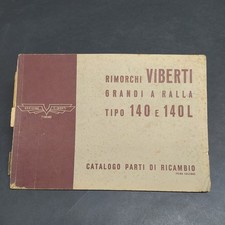 RIMORCHI VIBERTI
GRANDI A RALLA
TIPO 140 E 140L
CATALOGO PARTI DI RICAMBIO